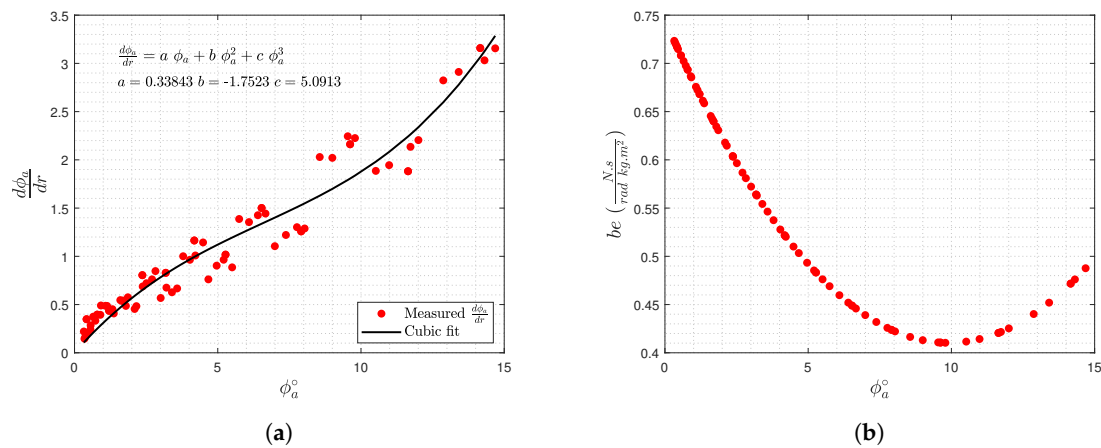 3.5
3
2.5
2
1.5
1
0.5
0
0 5 10 15
dϕₐ/dr
ϕₐ°
dϕₐ/dr = a ϕₐ + b ϕₐ² + c ϕₐ³
a = 0.33843 b = -1.7523 c = 5.0913
Measured dϕₐ/dr
Cubic fit
(a)
0.75
0.7
0.65
0.6
0.55
0.5
0.45
0.4
0 5 10 15
be (N.s/rad kg.m²)
ϕₐ°
(b)